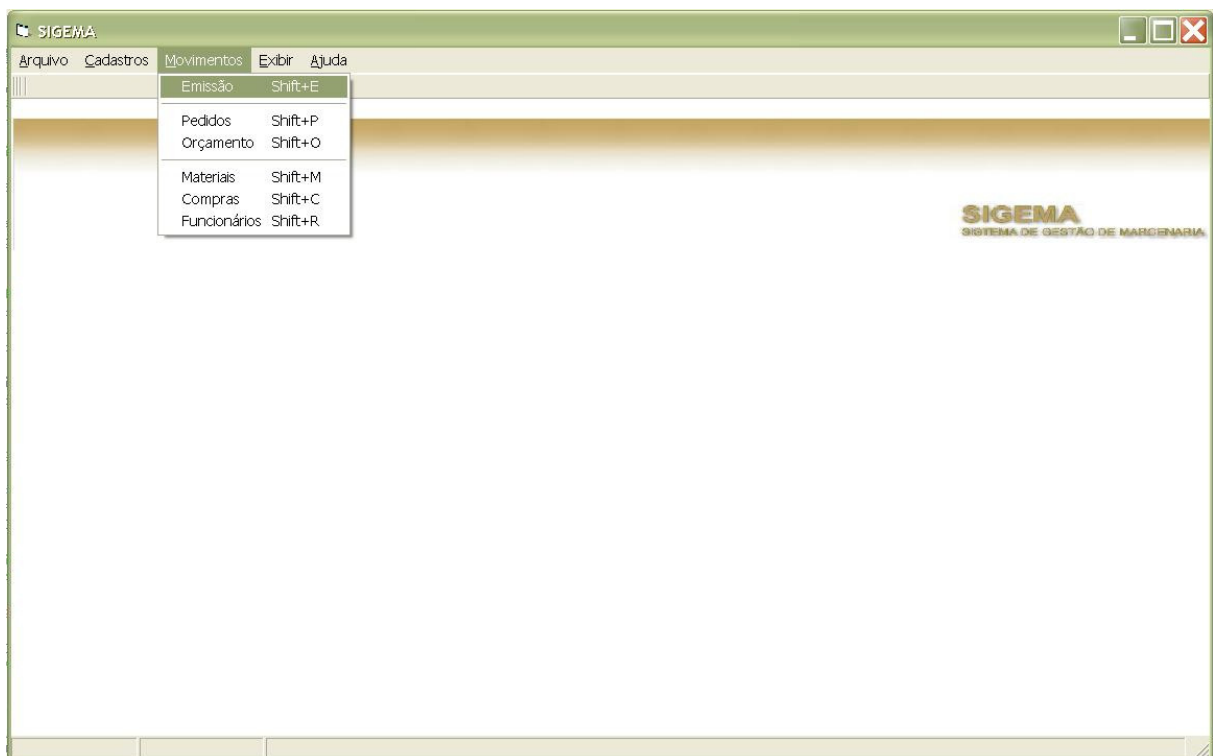 SIGEMA
Arquivo Cadastros Movimentos Exibir Ajuda
Emissão Shift+E
Pedidos Shift+P
Orçamento Shift+O
Materiais Shift+M
Compras Shift+C
Funcionários Shift+R
SIGEMA
SISTEMA DE GESTÃO DE MARCENARIA